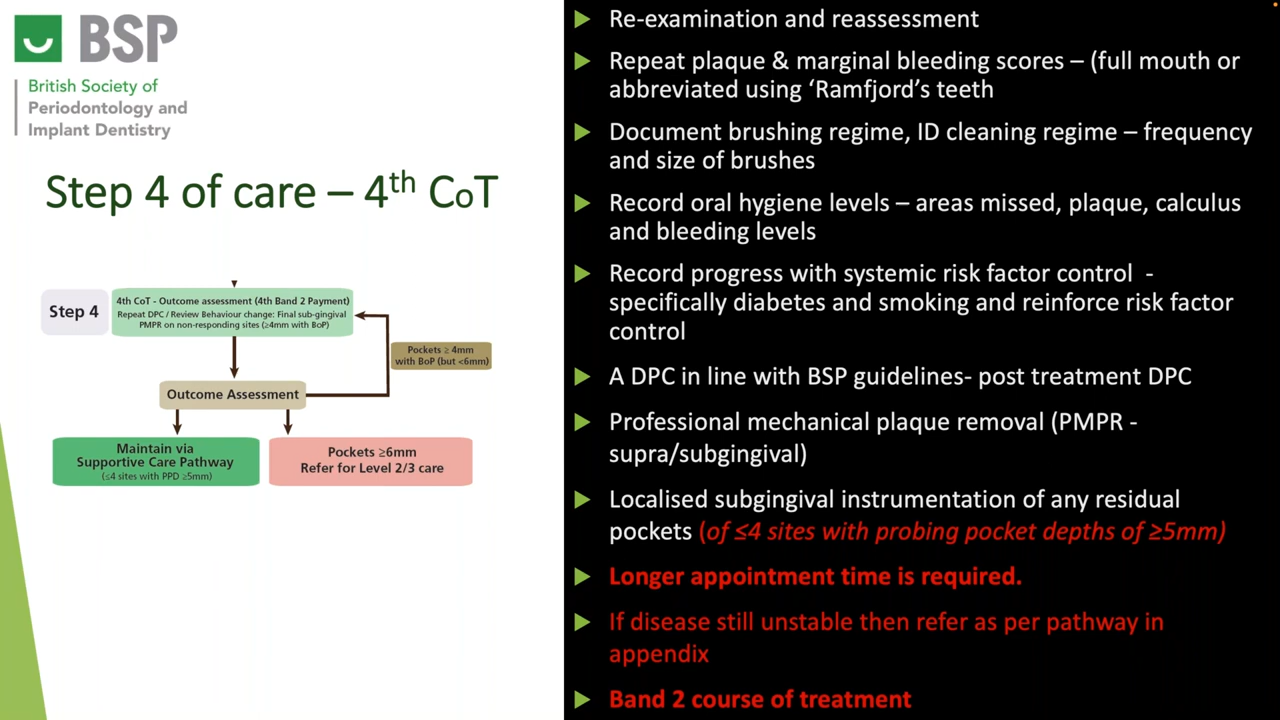 BSP
British Society of
Periodontology and
Implant Dentistry
Step 4 of care – 4th CoT
Step 4
4th CoT - Outcome assessment (4th Band 2 Payment)
Repeat DPC / Review Behaviour change: Final sub-gingival
PMPR on non-responding sites (≥4mm with BoP)
Pockets ≥ 4mm
with BoP (but <6mm)
Outcome Assessment
Maintain via
Supportive Care Pathway
(≤4 sites with PPD ≥5mm)
Pockets ≥6mm
Refer for Level 2/3 care
Re-examination and reassessment
Repeat plaque & marginal bleeding scores – (full mouth or
abbreviated using ‘Ramfjord’s teeth
Document brushing regime, ID cleaning regime – frequency
and size of brushes
Record oral hygiene levels – areas missed, plaque, calculus
and bleeding levels
Record progress with systemic risk factor control -
specifically diabetes and smoking and reinforce risk factor
control
A DPC in line with BSP guidelines- post treatment DPC
Professional mechanical plaque removal (PMPR -
supra/subgingival)
Localised subgingival instrumentation of any residual
pockets (of ≤4 sites with probing pocket depths of ≥5mm)
Longer appointment time is required.
If disease still unstable then refer as per pathway in
appendix
Band 2 course of treatment